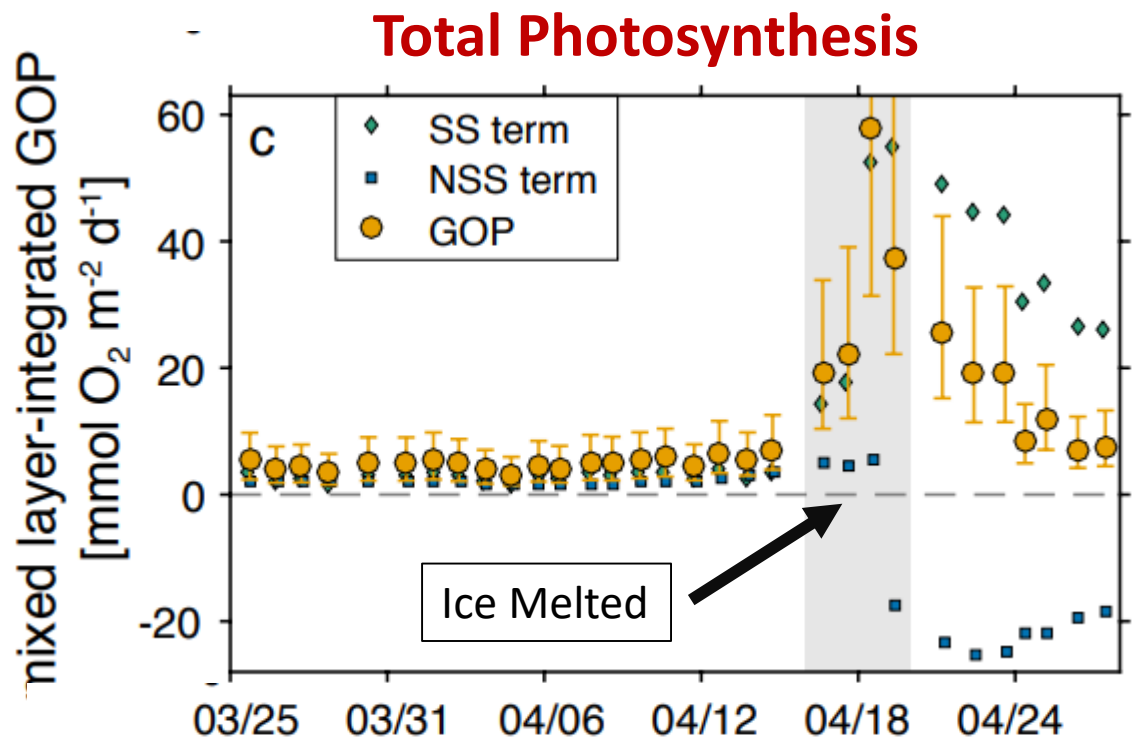 Total Photosynthesis
mixed layer-integrated GOP
[mmol O₂ m⁻² d⁻¹]
60
40
20
0
-20
c
SS term
NSS term
GOP
Ice Melted
03/25 03/31 04/06 04/12 04/18 04/24